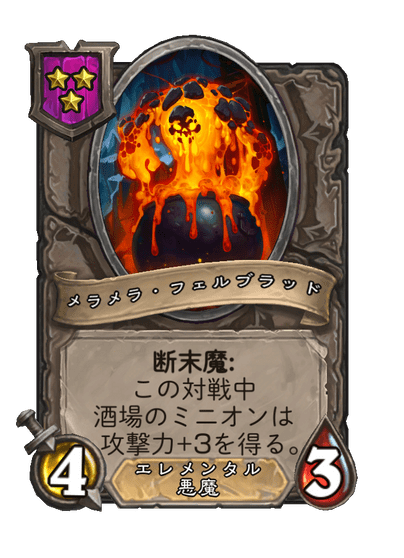 メラメラ・フェルブラッド
断末魔:
この対戦中
酒場のミニオンは
攻撃力+3を得る。
エレメンタル
悪魔
4
3